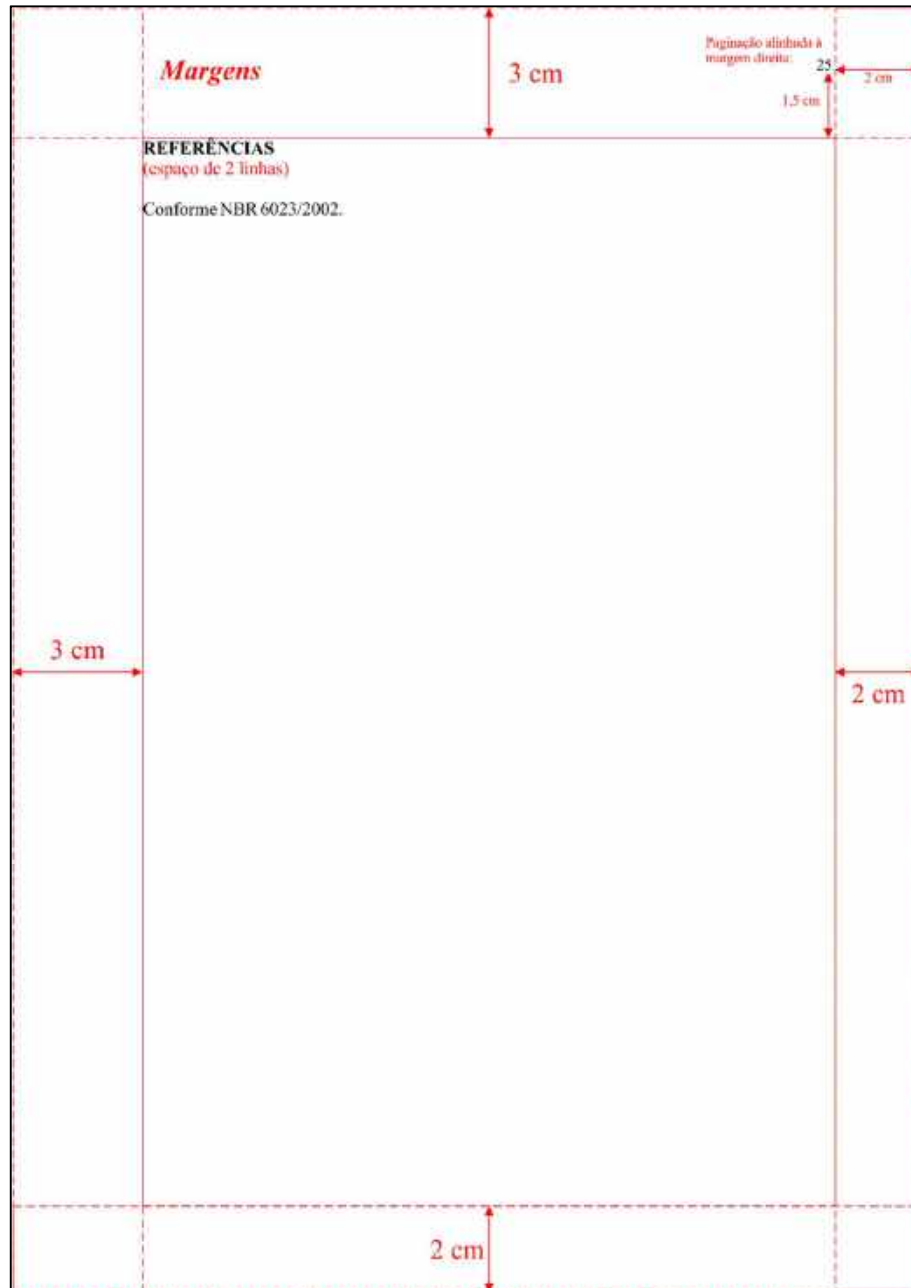 Margens
3 cm
Paginação alinhada à
margem direita:
25
2 cm
1,5 cm
REFERÊNCIAS
(espaço de 2 linhas)
Conforme NBR 6023/2002.
3 cm
2 cm
2 cm